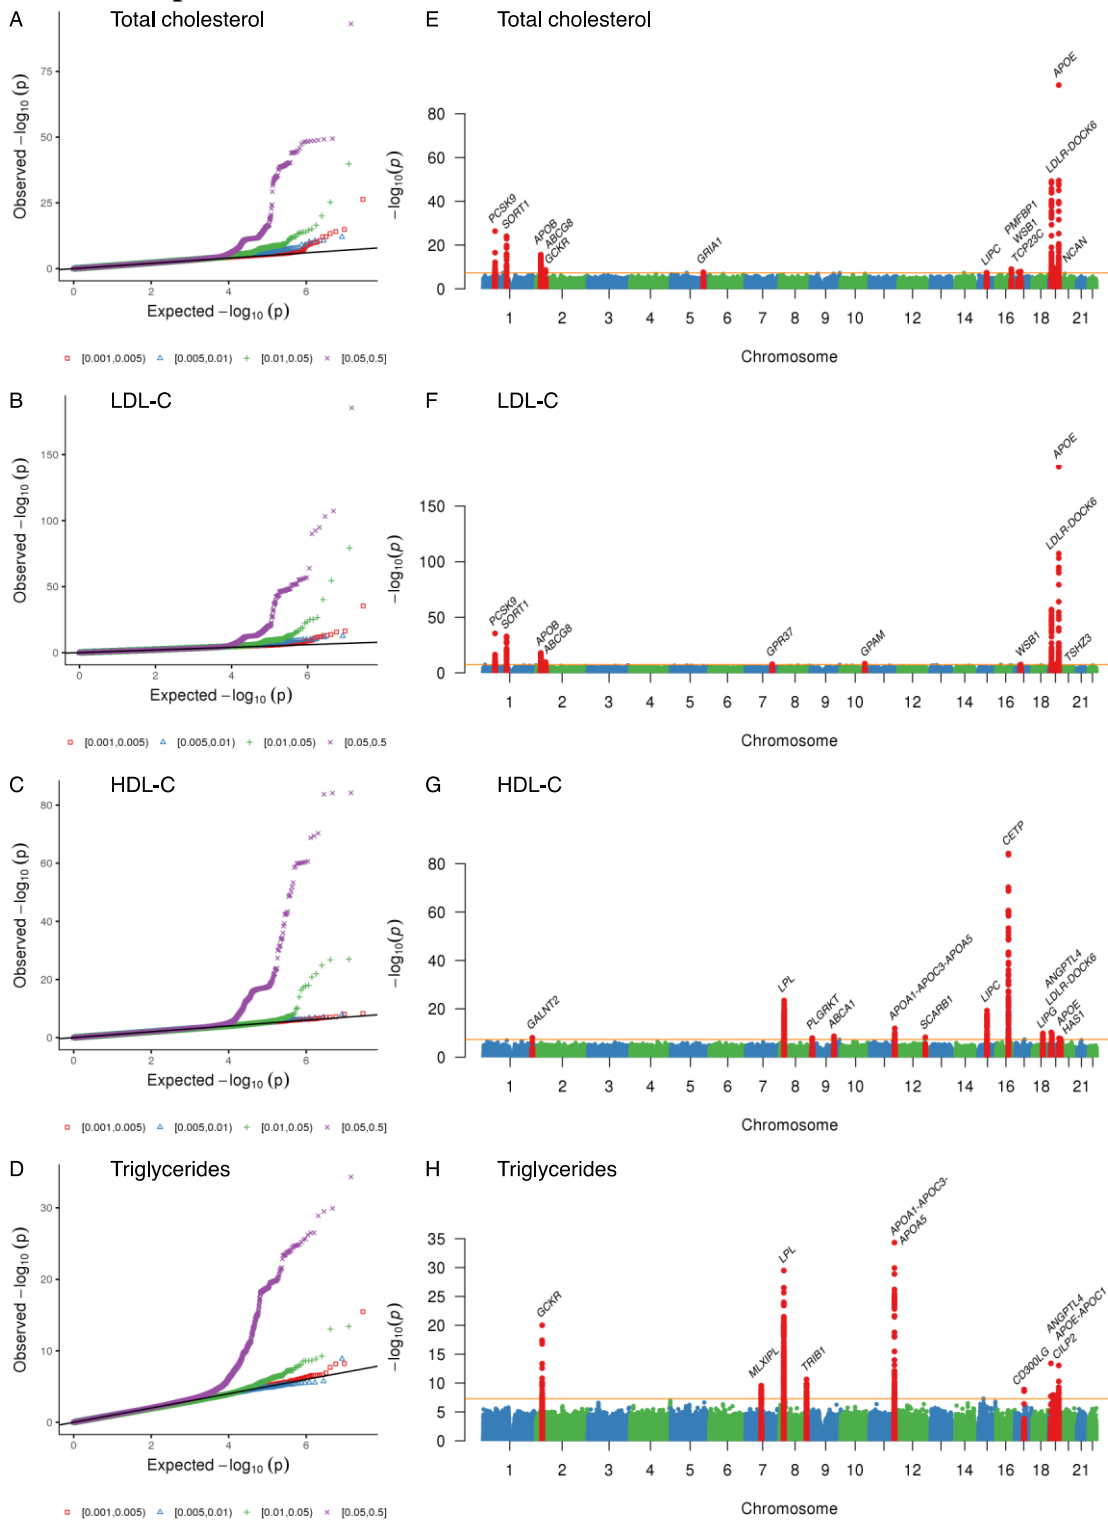 A Total cholesterol
Observed −log10 (p)
75
50
25
0
0 2 4 6
Expected −log10 (p)
[0.001,0.005) [0.005,0.01) [0.01,0.05) [0.05,0.5]
E Total cholesterol
−log10(p)
80
60
40
20
0
PCSK9
SORT1
APOB
ABCG8
GCKR
GRIA1
LIPC
PMFBP1
WSB1
TCP23C
LDLR-DOCK6
APOE
NCAN
1 2 3 4 5 6 7 8 9 10 12 14 16 18 21
Chromosome
B LDL-C
Observed −log10 (p)
150
100
50
0
0 2 4 6
Expected −log10 (p)
[0.001,0.005) [0.005,0.01) [0.01,0.05) [0.05,0.5
F LDL-C
−log10(p)
150
100
50
0
PCSK9
SORT1
APOB
ABCG8
GPR37
GPAM
WSB1
LDLR-DOCK6
APOE
TSHZ3
1 2 3 4 5 6 7 8 9 10 12 14 16 18 21
Chromosome
C HDL-C
Observed −log10 (p)
80
60
40
20
0
0 2 4 6
Expected −log10 (p)
[0.001,0.005) [0.005,0.01) [0.01,0.05) [0.05,0.5]
G HDL-C
−log10(p)
80
60
40
20
0
GALNT2
LPL
PLGRKT
ABCA1
APOA1-APOC3-APOA5
SCARB1
LIPC
CETP
LIPG
ANGPTL4
LDLR-DOCK6
APOE
HAS1
1 2 3 4 5 6 7 8 9 10 12 14 16 18 21
Chromosome
D Triglycerides
Observed −log10 (p)
30
20
10
0
0 2 4 6
Expected −log10 (p)
[0.001,0.005) [0.005,0.01) [0.01,0.05) [0.05,0.5]
H Triglycerides
−log10(p)
35
30
25
20
15
10
5
0
GCKR
MLXIPL
LPL
TRIB1
APOA1-APOC3-
APOA5
CD300LG
ANGPTL4
APOE-APOC1
CILP2
1 2 3 4 5 6 7 8 9 10 12 14 16 18 21
Chromosome